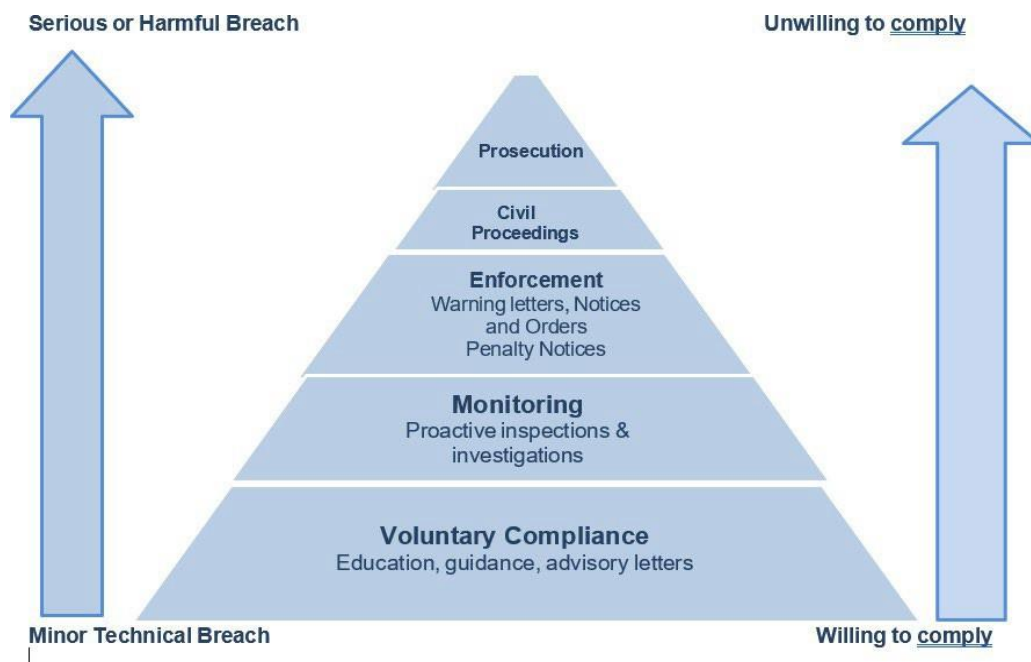 Serious or Harmful Breach
Unwilling to comply
Prosecution
Civil
Proceedings
Enforcement
Warning letters, Notices
and Orders
Penalty Notices
Monitoring
Proactive inspections &
investigations
Voluntary Compliance
Education, guidance, advisory letters
Minor Technical Breach
Willing to comply